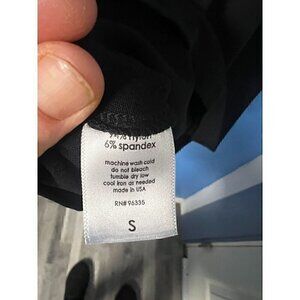 6% spandex
machine wash cold
do not bleach
tumble dry low
cool iron as needed
made in USA
RN# 96335
S